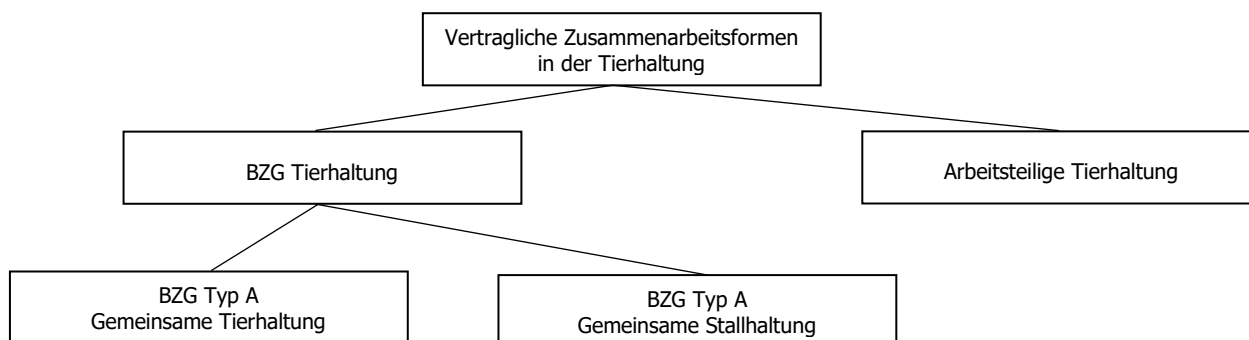 Vertragliche Zusammenarbeitsformen
in der Tierhaltung
BZG Tierhaltung
Arbeitsteilige Tierhaltung
BZG Typ A
Gemeinsame Tierhaltung
BZG Typ A
Gemeinsame Stallhaltung